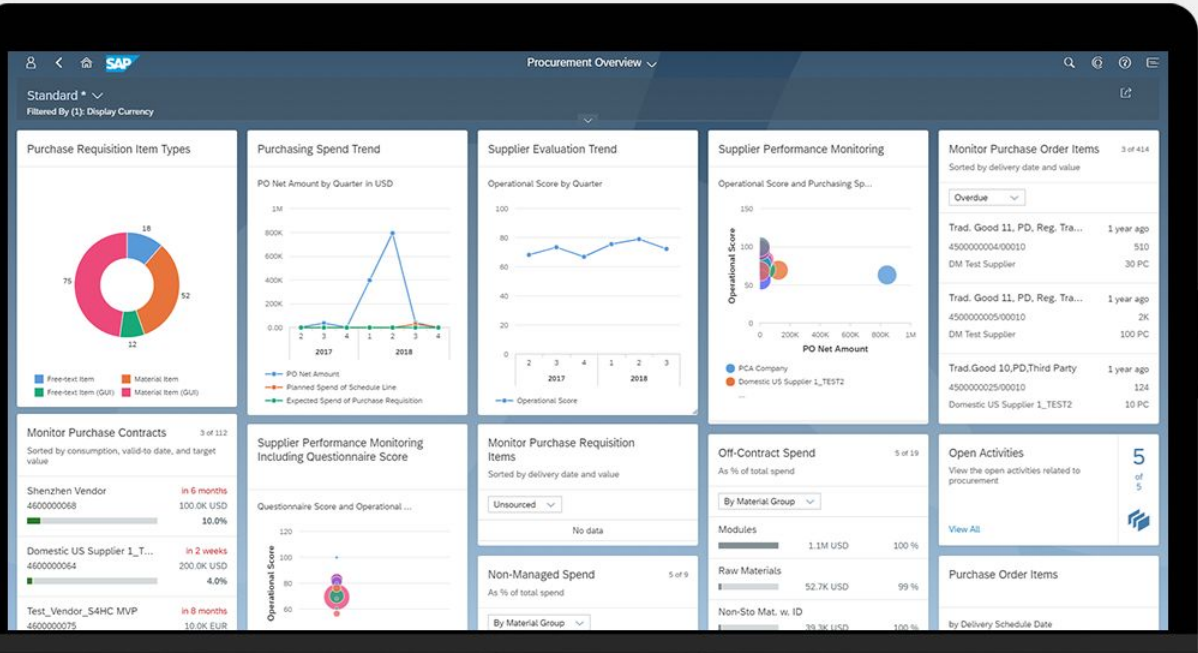 SAP
Procurement Overview
Standard *
Filtered By (1): Display Currency
Purchase Requisition Item Types
18
75
52
12
Free-text Item
Material Item
Free-text Item (GUI)
Material Item (GUI)
Purchasing Spend Trend
PO Net Amount by Quarter in USD
1M
800K
600K
400K
200K
0.00
2 3 4 1 2 3 4
2017 2018
PO Net Amount
Planned Spend of Schedule Line
Expected Spend of Purchase Requisition
Supplier Evaluation Trend
Operational Score by Quarter
100
80
60
40
20
0
2 3 4 1 2 3
2017 2018
Operational Score
Supplier Performance Monitoring
Operational Score and Purchasing Sp...
Operational Score
150
100
50
0
0 200K 400K 600K 800K 1M
PO Net Amount
PCA Company
Domestic US Supplier 1_TEST2
...
Monitor Purchase Order Items 3 of 414
Sorted by delivery date and value
Overdue
Trad. Good 11, PD, Reg. Tra... 1 year ago
4500000004/00010 510
DM Test Supplier 30 PC
Trad. Good 11, PD, Reg. Tra... 1 year ago
4500000005/00010 2K
DM Test Supplier 100 PC
Trad.Good 10,PD,Third Party 1 year ago
4500000025/00010 124
Domestic US Supplier 1_TEST2 10 PC
Monitor Purchase Contracts 3 of 112
Sorted by consumption, valid-to date, and target
value
Shenzhen Vendor in 6 months
4600000068 100.0K USD
10.0%
Domestic US Supplier 1_T... in 2 weeks
4600000064 200.0K USD
4.0%
Test_Vendor_S4HC MVP in 8 months
4600000075 10.0K EUR
Supplier Performance Monitoring
Including Questionnaire Score
Questionnaire Score and Operational ...
Operational Score
120
100
80
60
Monitor Purchase Requisition
Items
Sorted by delivery date and value
Unsourced
No data
Non-Managed Spend 5 of 9
As % of total spend
By Material Group
Off-Contract Spend 5 of 19
As % of total spend
By Material Group
Modules
1.1M USD 100 %
Raw Materials
52.7K USD 99 %
Non-Sto Mat. w. ID
39.3K USD 100 %
Open Activities
View the open activities related to
procurement
5
of
5
View All
Purchase Order Items
by Delivery Schedule Date